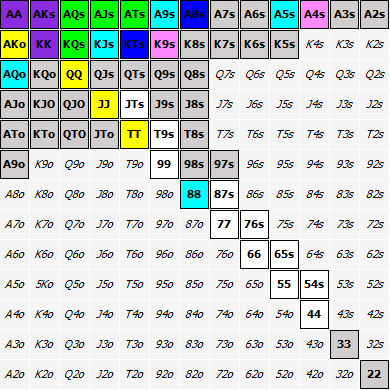 AA AKs AQs AJs ATs A9s A8s A7s A6s A5s A4s A3s A2s
AKo KK KQs KJs KTs K9s K8s K7s K6s K5s K4s K3s K2s
AQo KQo QQ QJs QTs Q9s Q8s Q7s Q6s Q5s Q4s Q3s Q2s
AJo KJO QJO JJ JTs J9s J8s J7s J6s J5s J4s J3s J2s
ATo KTo QTO JTo TT T9s T8s T7s T6s T5s T4s T3s T2s
A9o K9o Q9o J9o T9o 99 98s 97s 96s 95s 94s 93s 92s
A8o K8o Q8o J8o T8o 98o 88 87s 86s 85s 84s 83s 82s
A7o K7o Q7o J7o T7o 97o 87o 77 76s 75s 74s 73s 72s
A6o K6o Q6o J6o T6o 96o 86o 76o 66 65s 64s 63s 62s
A5o 5Ko Q5o J5o T5o 95o 85o 75o 65o 55 54s 53s 52s
A4o K4o Q4o J4o T4o 94o 84o 74o 64o 54o 44 43s 42s
A3o K3o Q3o J3o T3o 93o 83o 73o 63o 53o 43o 33 32s
A2o K2o Q2o J2o T2o 92o 82o 72o 62o 52o 42o 32o 22